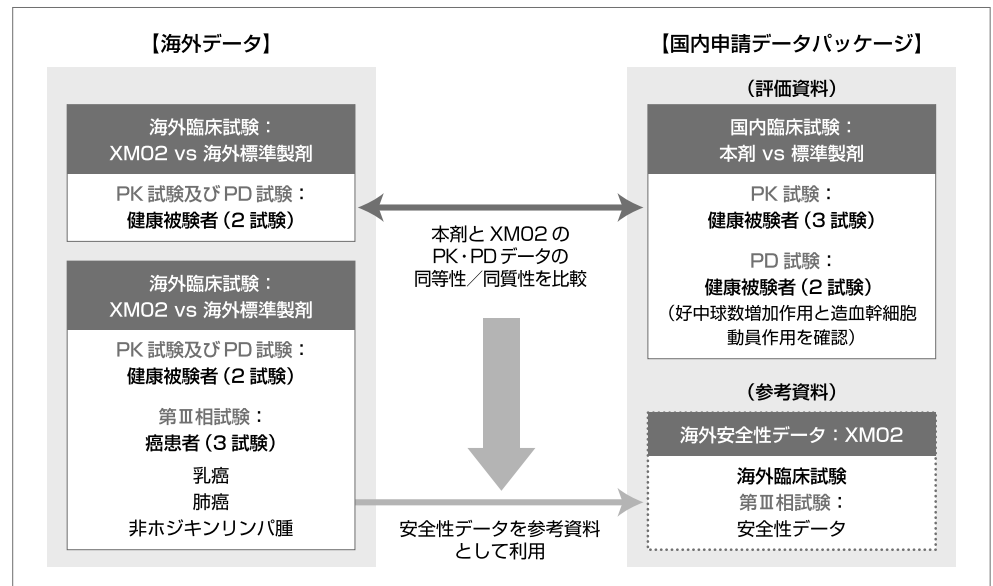 【海外データ】
海外臨床試験：
XM02 vs 海外標準製剤
PK 試験及び PD 試験：
健康被験者（2 試験）
海外臨床試験：
XM02 vs 海外標準製剤
PK 試験及び PD 試験：
健康被験者（2 試験）
第Ⅲ相試験：
癌患者（3 試験）
乳癌
肺癌
非ホジキンリンパ腫
本剤と XM02 の
PK・PD データの
同等性／同質性を比較
安全性データを参考資料
として利用
【国内申請データパッケージ】
（評価資料）
国内臨床試験：
本剤 vs 標準製剤
PK 試験：
健康被験者（3 試験）
PD 試験：
健康被験者（2 試験）
（好中球数増加作用と造血幹細胞
動員作用を確認）
（参考資料）
海外安全性データ：XM02
海外臨床試験
第Ⅲ相試験：
安全性データ